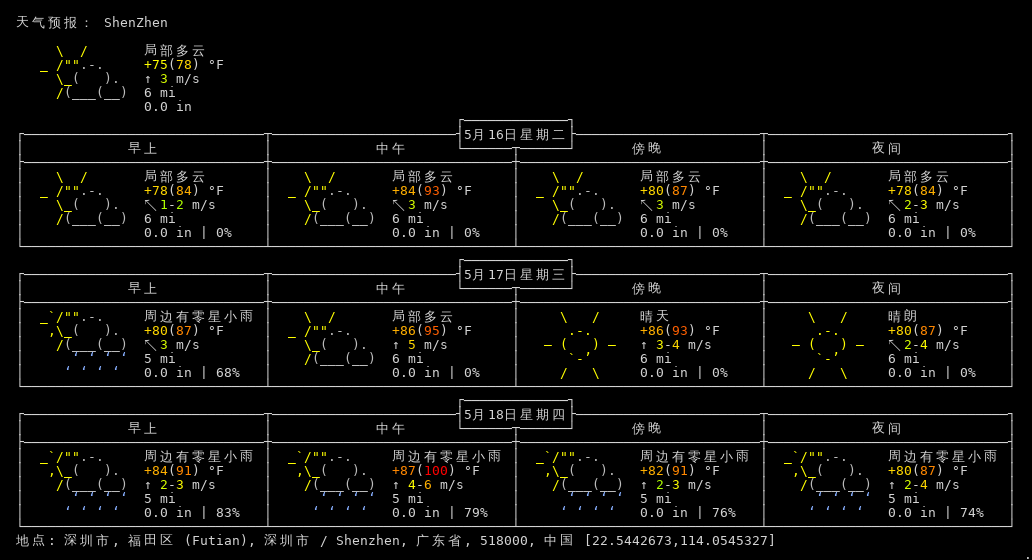 天气预报： ShenZhen
局部多云
+75(78) °F
↑ 3 m/s
6 mi
0.0 in
5月16日星期二
早上 中午 傍晚 夜间
局部多云 局部多云 局部多云 局部多云
+78(84) °F +84(93) °F +80(87) °F +78(84) °F
↖1-2 m/s ↖3 m/s ↖3 m/s ↖2-3 m/s
6 mi 6 mi 6 mi 6 mi
0.0 in | 0% 0.0 in | 0% 0.0 in | 0% 0.0 in | 0%
5月17日星期三
早上 中午 傍晚 夜间
周边有零星小雨 局部多云 晴天 晴朗
+80(87) °F +86(95) °F +86(93) °F +80(87) °F
↖3 m/s ↑ 5 m/s ↑ 3-4 m/s ↖2-4 m/s
5 mi 6 mi 6 mi 6 mi
0.0 in | 68% 0.0 in | 0% 0.0 in | 0% 0.0 in | 0%
5月18日星期四
早上 中午 傍晚 夜间
周边有零星小雨 周边有零星小雨 周边有零星小雨 周边有零星小雨
+84(91) °F +87(100) °F +82(91) °F +80(87) °F
↑ 2-3 m/s ↑ 4-6 m/s ↑ 2-3 m/s ↑ 2-4 m/s
5 mi 5 mi 5 mi 5 mi
0.0 in | 83% 0.0 in | 79% 0.0 in | 76% 0.0 in | 74%
地点: 深圳市, 福田区 (Futian), 深圳市 / Shenzhen, 广东省, 518000, 中国 [22.5442673,114.0545327]